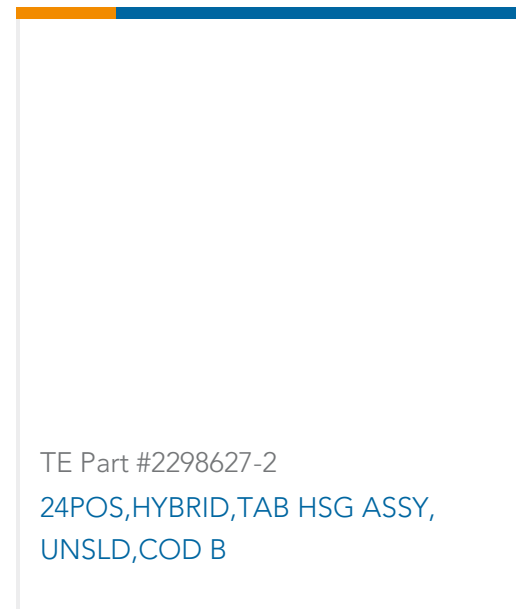 TE Part #2298627-2
24POS,HYBRID,TAB HSG ASSY,
UNSLD,COD B